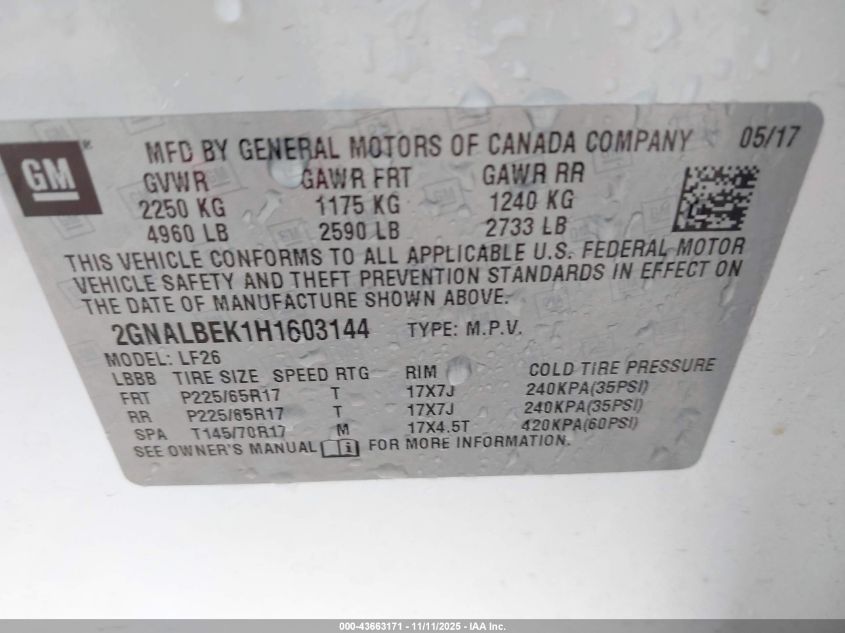 GM®
MFD BY GENERAL MOTORS OF CANADA COMPANY 05/17
GVWR GAWR FRT GAWR RR
2250 KG 1175 KG 1240 KG
4960 LB 2590 LB 2733 LB
THIS VEHICLE CONFORMS TO ALL APPLICABLE U.S. FEDERAL MOTOR
VEHICLE SAFETY AND THEFT PREVENTION STANDARDS IN EFFECT ON
THE DATE OF MANUFACTURE SHOWN ABOVE.
2GNALBEK1H1603144 TYPE: M.P.V.
MODEL: LF26
LBBB TIRE SIZE SPEED RTG RIM COLD TIRE PRESSURE
FRT P225/65R17 T 17X7J 240KPA(35PSI)
RR P225/65R17 T 17X7J 240KPA(35PSI)
SPA T145/70R17 M 17X4.5T 420KPA(60PSI)
SEE OWNER'S MANUAL FOR MORE INFORMATION.
000-43663171 - 11/11/2025 - IAA Inc.